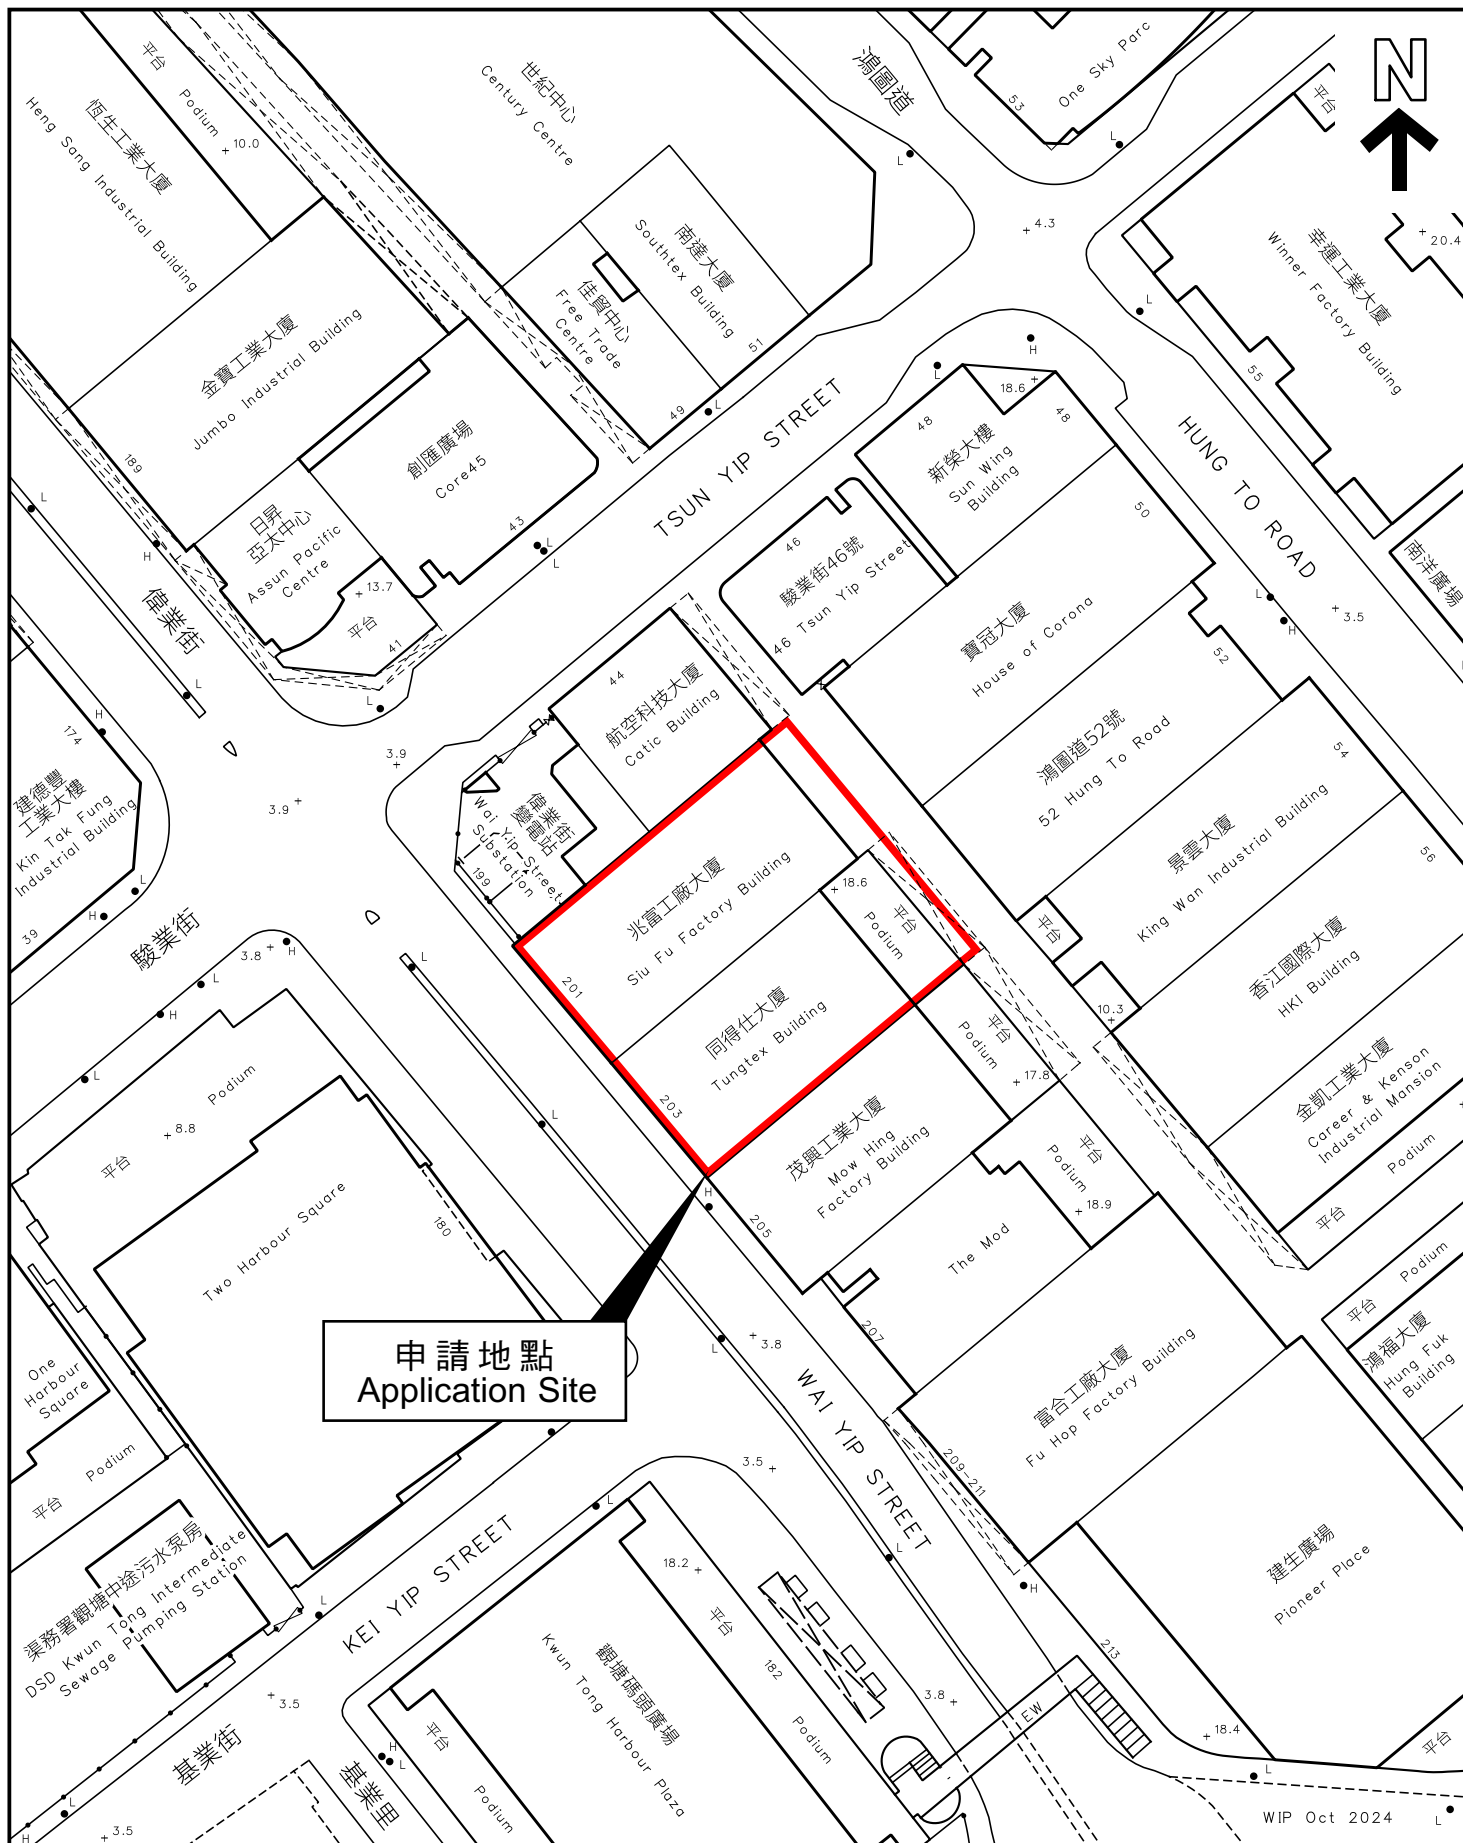 N
平台
Podium
10.0
恆生工業大廈
Heng Sang Industrial Building
世紀中心
Century Centre
鴻圖道
53
One Sky Parc
L
L
平台
4.3
20.4
幸運工業大廈
Winner Factory Building
55
L
南達大廈
Southtex Building
51
佳貿中心
Free Trade
Centre
49
L
金寶工業大廈
Jumbo Industrial Building
189
創匯廣場
Core45
43
L
L
日昇
亞太中心
Assun Pacific
Centre
13.7
平台
41
L
H
L
偉業街
L
TSUN YIP STREET
H
L
18.6
48
48
新榮大樓
Sun Wing
Building
HUNG TO ROAD
50
46
駿業街46號
46 Tsun Yip Street
寶冠大廈
House of Corona
52
L
H
3.5
南洋廣場
鴻圖道52號
52 Hung To Road
54
景雲大廈
King Wan Industrial Building
56
平台
香江國際大廈
HKI Building
10.3
金凱工業大廈
Career & Kenson
Industrial Mansion
Podium
平台
44
航空科技大廈
Catic Building
3.9
3.9
偉業街
變電站
Wai Yip Street
Substation
199
H
174
建德豐
工業大樓
Kin Tak Fung
Industrial Building
L
H
39
駿業街
3.8
H
L
H
L
兆富工廠大廈
Siu Fu Factory Building
201
18.6
平台
Podium
同得仕大廈
Tungtex Building
203
平台
Podium
17.8
茂興工業大廈
Mow Hing
Factory Building
205
平台
Podium
18.9
The Mod
207
H
L
L
Podium
8.8
平台
180
Two Harbour Square
申請地點
Application Site
3.8
L
WAI YIP STREET
富合工廠大廈
Fu Hop Factory Building
209-211
Podium
平台
鴻福大廈
Hung Fuk
Building
One
Harbour
Square
Podium
平台
渠務署觀塘中途污水泵房
DSD Kwun Tong Intermediate
Sewage Pumping Station
KEI YIP STREET
L
L
3.5
L
H
建生廣場
Pioneer Place
213
18.2
平台
182
Podium
觀塘碼頭廣場
Kwun Tong Harbour Plaza
3.8
EW
18.4
平台
3.5
基業街
基業里
H
L
平台
Podium
L
H
3.5
L
WIP Oct 2024
L